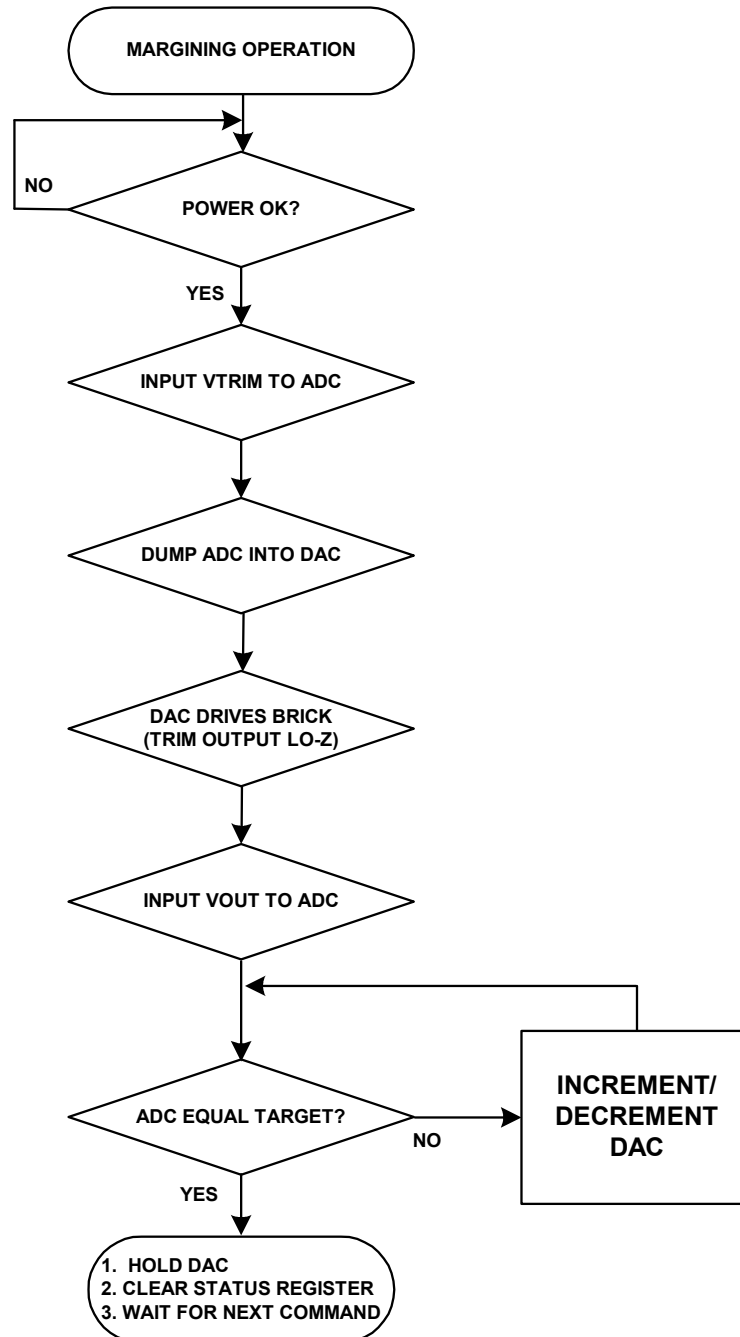 MARGINING OPERATION
NO
POWER OK?
YES
INPUT VTRIM TO ADC
DUMP ADC INTO DAC
DAC DRIVES BRICK
(TRIM OUTPUT LO-Z)
INPUT VOUT TO ADC
ADC EQUAL TARGET?
NO
INCREMENT/
DECREMENT
DAC
YES
1. HOLD DAC
2. CLEAR STATUS REGISTER
3. WAIT FOR NEXT COMMAND